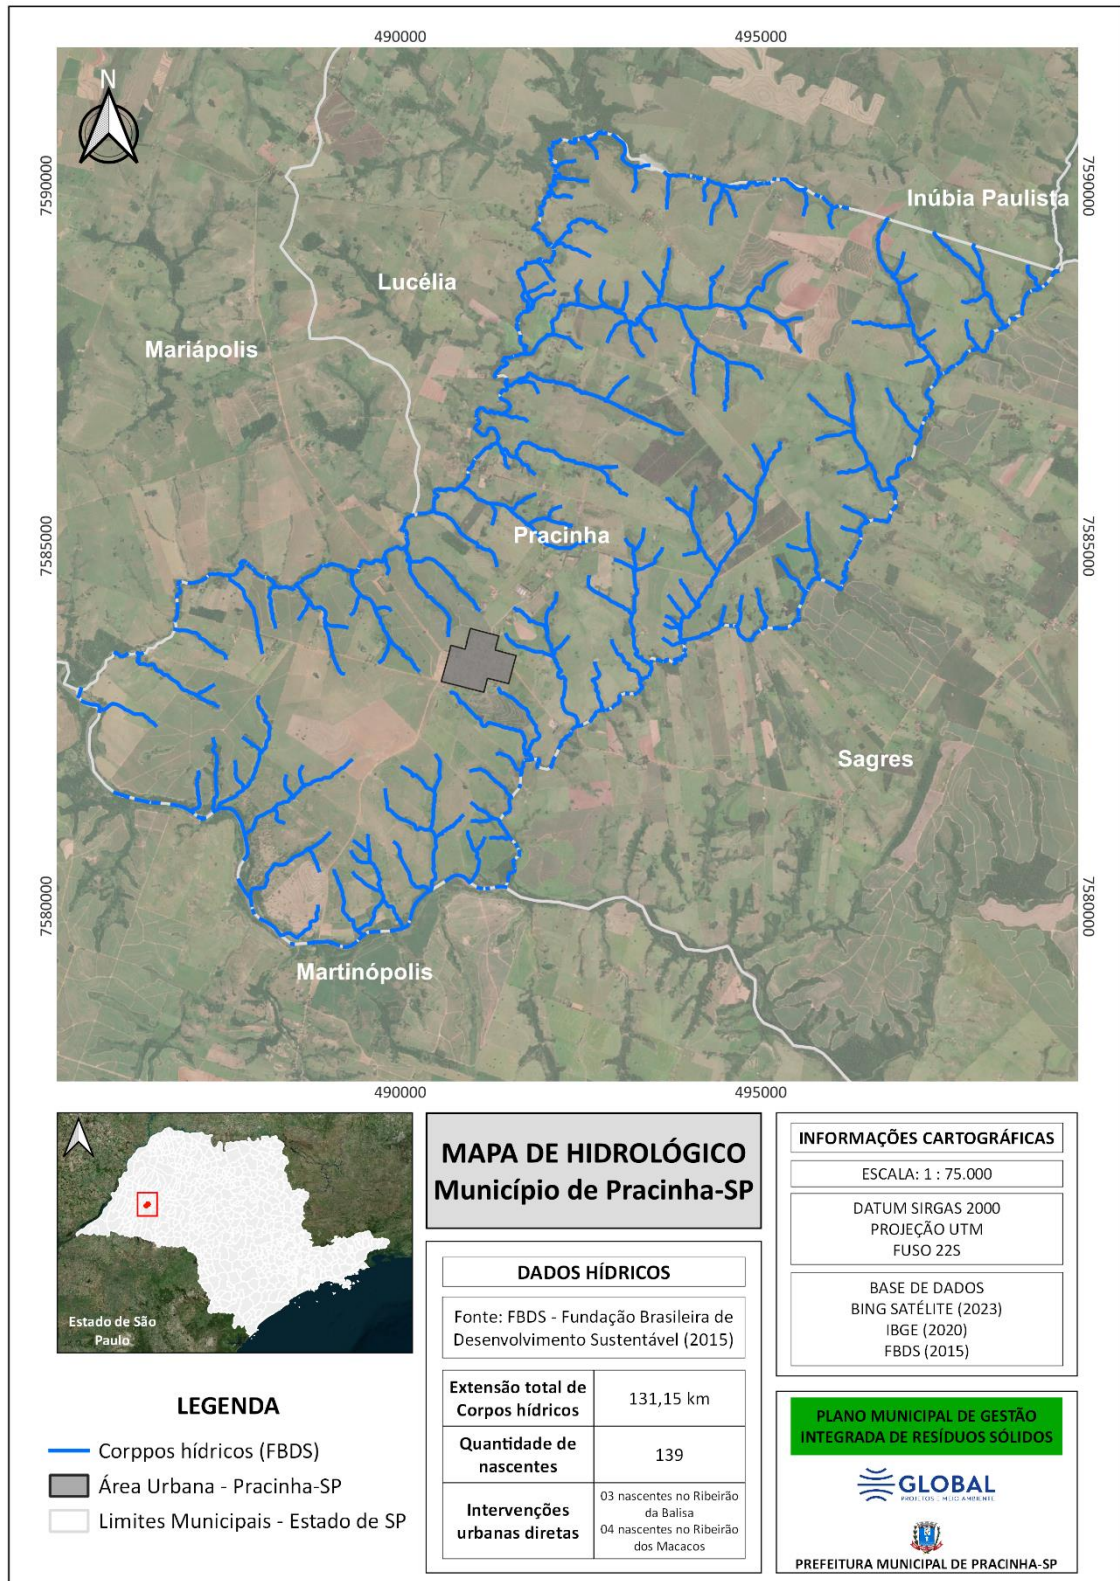 490000
495000
N
7590000
7590000
Inúbia Paulista
Lucélia
Mariápolis
Pracinha
7585000
7585000
Sagres
7580000
7580000
Martinópolis
490000
495000
Estado de São
Paulo
LEGENDA
Corppos hídricos (FBDS)
Área Urbana - Pracinha-SP
Limites Municipais - Estado de SP
MAPA DE HIDROLÓGICO
Município de Pracinha-SP
DADOS HÍDRICOS
Fonte: FBDS - Fundação Brasileira de
Desenvolvimento Sustentável (2015)
Extensão total de
Corpos hídricos
131,15 km
Quantidade de
nascentes
139
Intervenções
urbanas diretas
03 nascentes no Ribeirão
da Balisa
04 nascentes no Ribeirão
dos Macacos
INFORMAÇÕES CARTOGRÁFICAS
ESCALA: 1 : 75.000
DATUM SIRGAS 2000
PROJEÇÃO UTM
FUSO 22S
BASE DE DADOS
BING SATÉLITE (2023)
IBGE (2020)
FBDS (2015)
PLANO MUNICIPAL DE GESTÃO
INTEGRADA DE RESÍDUOS SÓLIDOS
GLOBAL
PROJETOS E MEIO AMBIENTE
PREFEITURA MUNICIPAL DE PRACINHA-SP